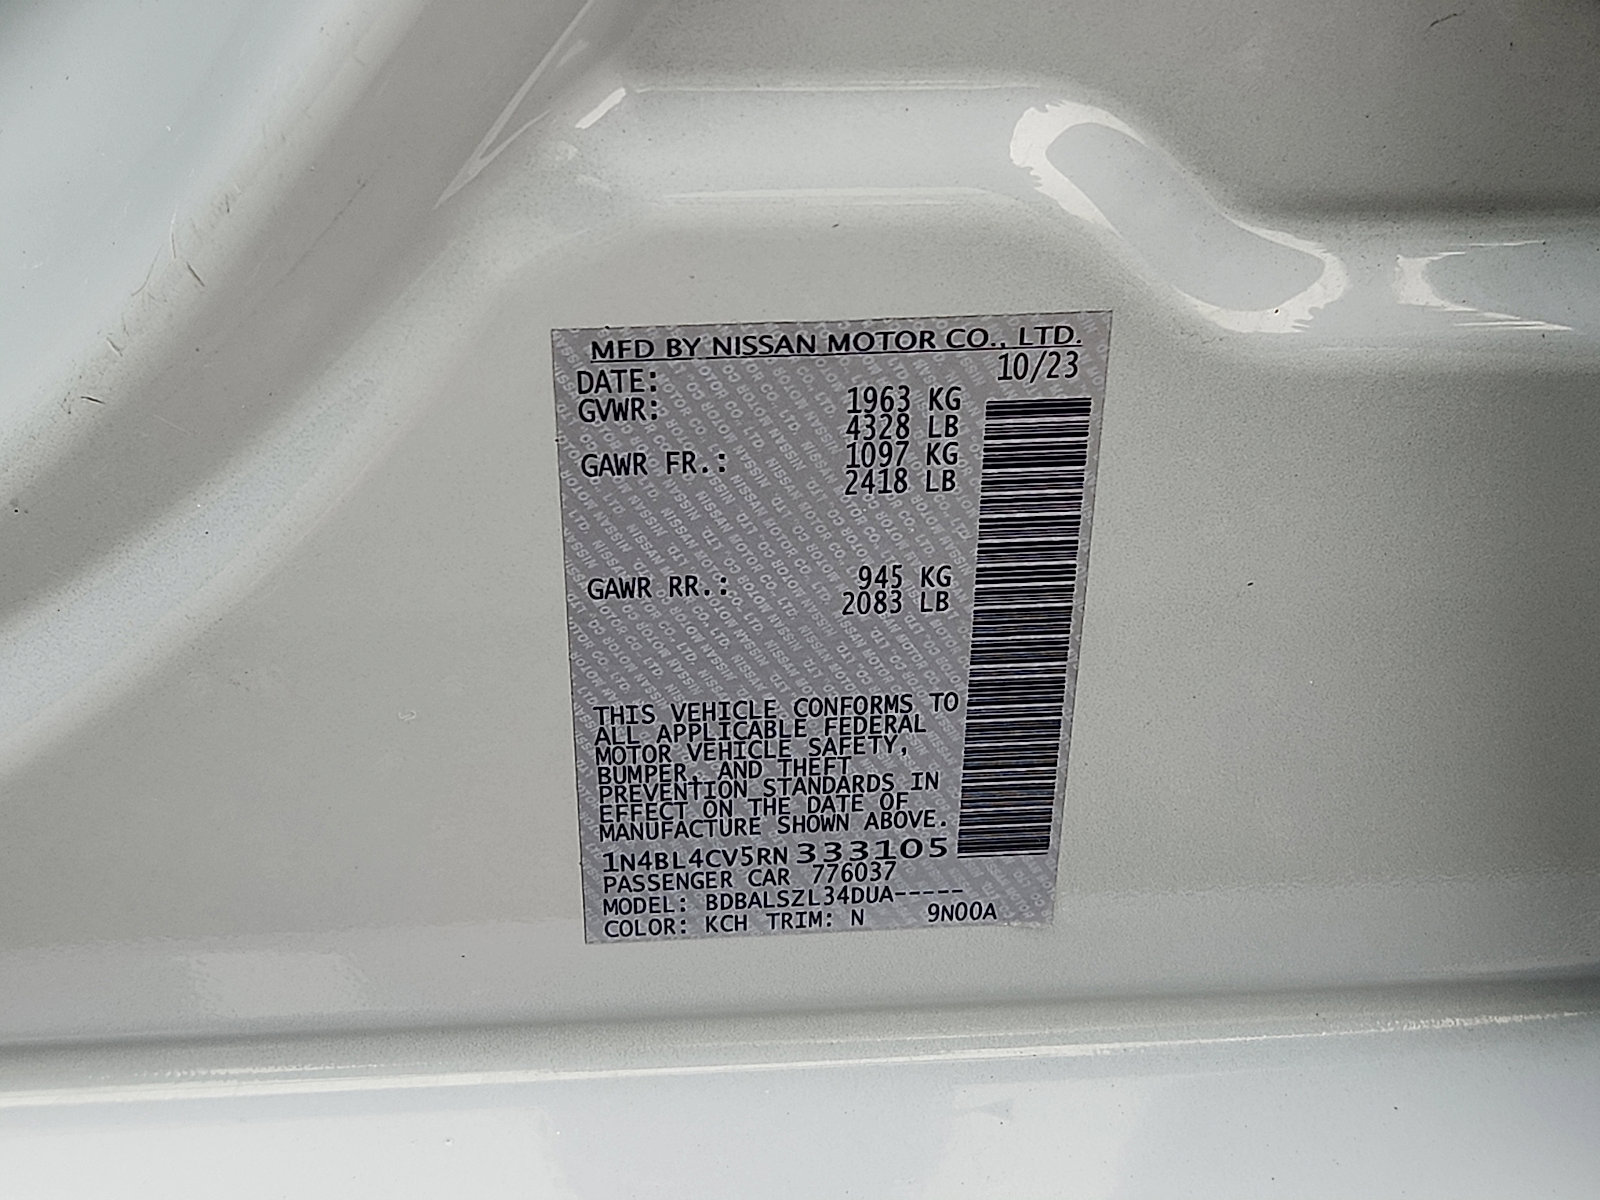 MFD BY NISSAN MOTOR CO., LTD.
DATE: 10/23
GVWR: 1963 KG
4328 LB
GAWR FR.: 1097 KG
2418 LB
GAWR RR.: 945 KG
2083 LB
THIS VEHICLE CONFORMS TO
ALL APPLICABLE FEDERAL
MOTOR VEHICLE SAFETY,
BUMPER, AND THEFT
PREVENTION STANDARDS IN
EFFECT ON THE DATE OF
MANUFACTURE SHOWN ABOVE.
1N4BL4CV5RN333105
PASSENGER CAR 776037
MODEL: BDBALSZL34DUA-----
COLOR: KCH TRIM: N 9N00A